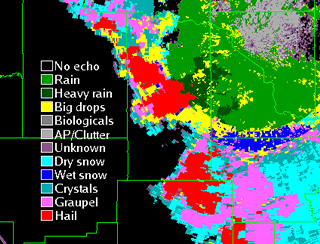 No echo
Rain
Heavy rain
Big drops
Biologicals
AP/Clutter
Unknown
Dry snow
Wet snow
Crystals
Graupel
Hail